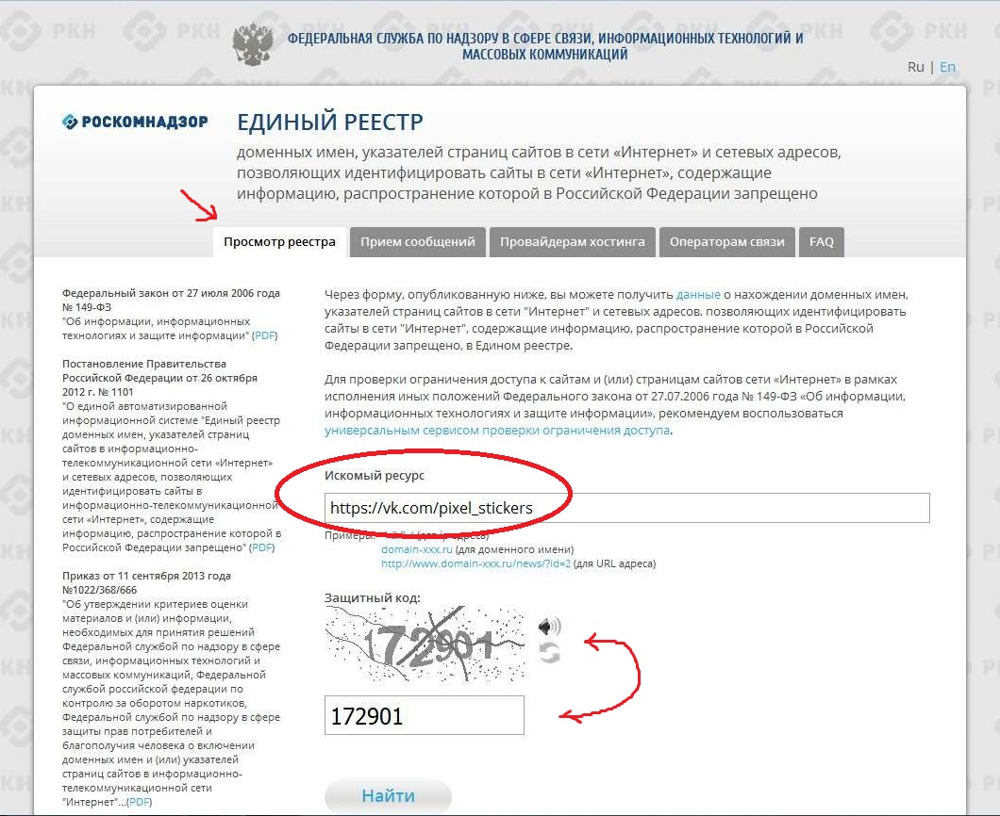 РКН
ФЕДЕРАЛЬНАЯ СЛУЖБА ПО НАДЗОРУ В СФЕРЕ СВЯЗИ, ИНФОРМАЦИОННЫХ ТЕХНОЛОГИЙ И
МАССОВЫХ КОММУНИКАЦИЙ
Ru | En
РОСКОМНАДЗОР
ЕДИНЫЙ РЕЕСТР
доменных имен, указателей страниц сайтов в сети «Интернет» и сетевых адресов,
позволяющих идентифицировать сайты в сети «Интернет», содержащие
информацию, распространение которой в Российской Федерации запрещено
Просмотр реестра
Прием сообщений
Провайдерам хостинга
Операторам связи
FAQ
Федеральный закон от 27 июля 2006 года
№ 149-ФЗ
"Об информации, информационных
технологиях и защите информации" (PDF)
Постановление Правительства
Российской Федерации от 26 октября
2012 г. № 1101
"О единой автоматизированной
информационной системе "Единый реестр
доменных имен, указателей страниц
сайтов в информационно-
телекоммуникационной сети «Интернет»
и сетевых адресов, позволяющих
идентифицировать сайты в
информационно-телекоммуникационной
сети «Интернет», содержащие
информацию, распространение которой в
Российской Федерации запрещено" (PDF)
Приказ от 11 сентября 2013 года
№1022/368/666
"Об утверждении критериев оценки
материалов и (или) информации,
необходимых для принятия решений
Федеральной службой по надзору в сфере
связи, информационных технологий и
массовых коммуникаций, Федеральной
службой российской федерации по
контролю за оборотом наркотиков,
Федеральной службой по надзору в сфере
защиты прав потребителей и
благополучия человека о включении
доменных имен и (или) указателей
страниц сайтов в информационно-
телекоммуникационной сети
"Интернет"...(PDF)
Через форму, опубликованную ниже, вы можете получить данные о нахождении доменных имен,
указателей страниц сайтов в сети "Интернет" и сетевых адресов, позволяющих идентифицировать
сайты в сети "Интернет", содержащие информацию, распространение которой в Российской
Федерации запрещено, в Едином реестре.
Для проверки ограничения доступа к сайтам и (или) страницам сайтов сети «Интернет» в рамках
исполнения иных положений Федерального закона от 27.07.2006 года № 149-ФЗ «Об информации,
информационных технологиях и защите информации», рекомендуем воспользоваться
универсальным сервисом проверки ограничения доступа.
Искомый ресурс
https://vk.com/pixel_stickers
Примеры: (для ip адреса)
domain-xxx.ru (для доменного имени)
http://www.domain-xxx.ru/news/?id=2 (для URL адреса)
Защитный код:
172901
172901
Найти